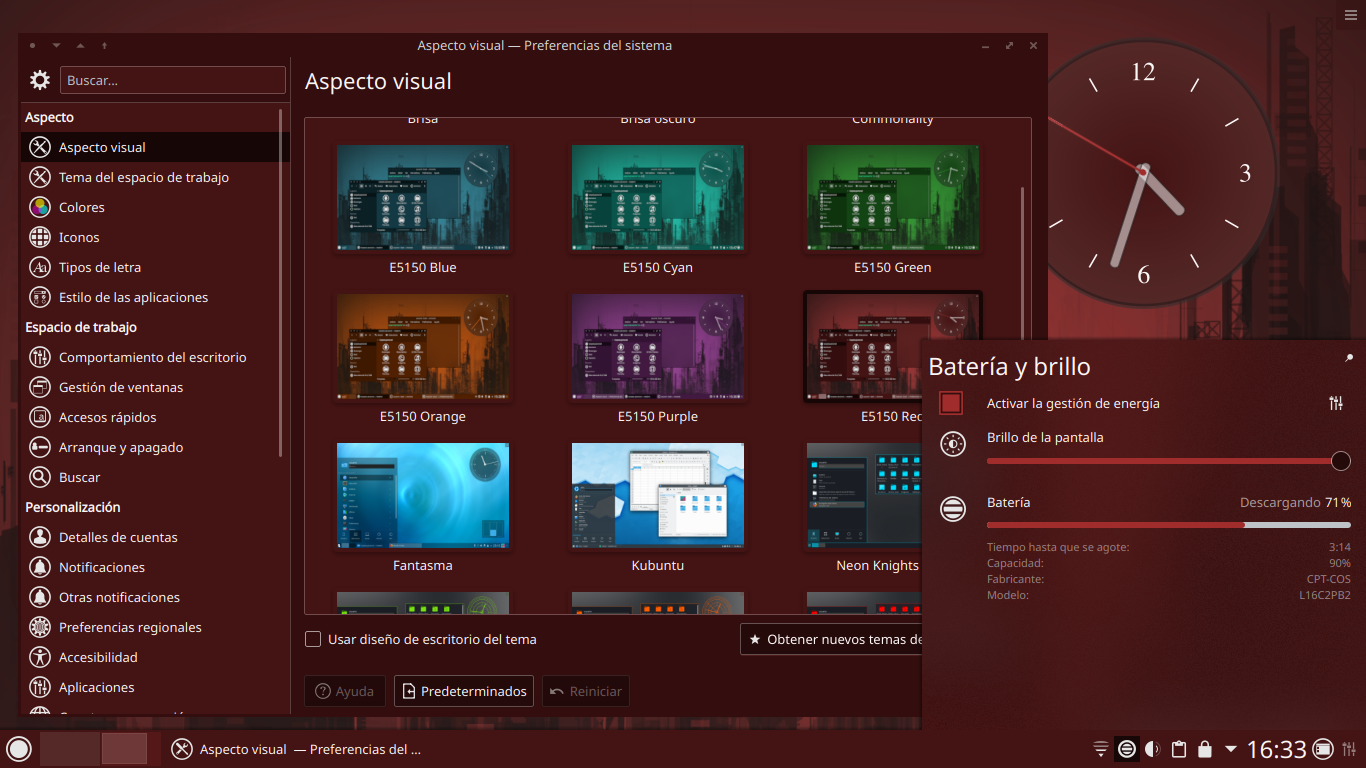 Aspecto visual — Preferencias del sistema
Buscar...
Aspecto visual
Aspecto
Aspecto visual
Tema del espacio de trabajo
Colores
Iconos
Tipos de letra
Estilo de las aplicaciones
Espacio de trabajo
Comportamiento del escritorio
Gestión de ventanas
Accesos rápidos
Arranque y apagado
Buscar
Personalización
Detalles de cuentas
Notificaciones
Otras notificaciones
Preferencias regionales
Accesibilidad
Aplicaciones
Brisa
Brisa oscuro
Commonality
E5150 Blue
E5150 Cyan
E5150 Green
E5150 Orange
E5150 Purple
E5150 Red
Fantasma
Kubuntu
Neon Knights
Usar diseño de escritorio del tema
Obtener nuevos temas de
Ayuda
Predeterminados
Reiniciar
12
3
6
Batería y brillo
Activar la gestión de energía
Brillo de la pantalla
Batería
Descargando 71%
Tiempo hasta que se agote: 3:14
Capacidad: 90%
Fabricante: CPT-COS
Modelo: L16C2PB2
Aspecto visual — Preferencias del ...
16:33